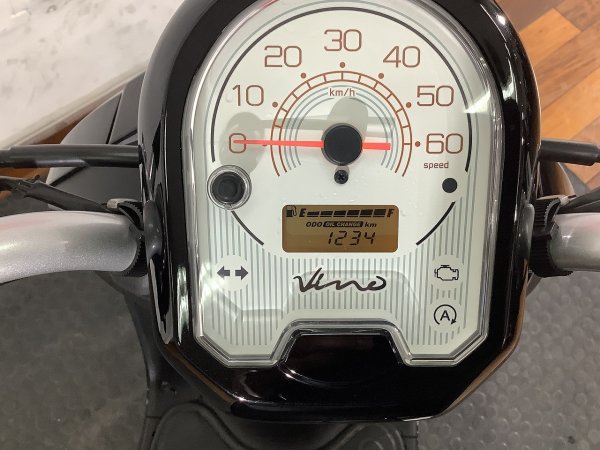 30
20 40
10 50
0 60
km/h
speed
E F
ODO OIL CHANGE km
1234
Vino
A